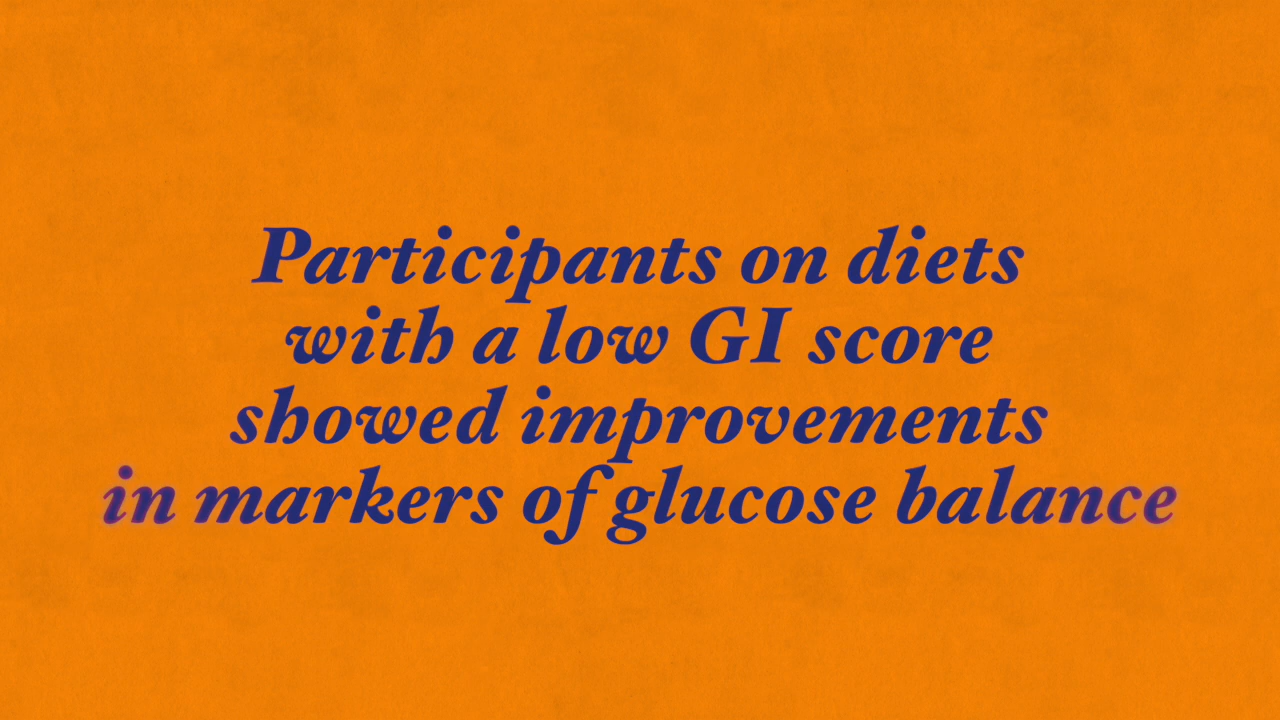 Participants on diets
with a low GI score
showed improvements
in markers of glucose balance